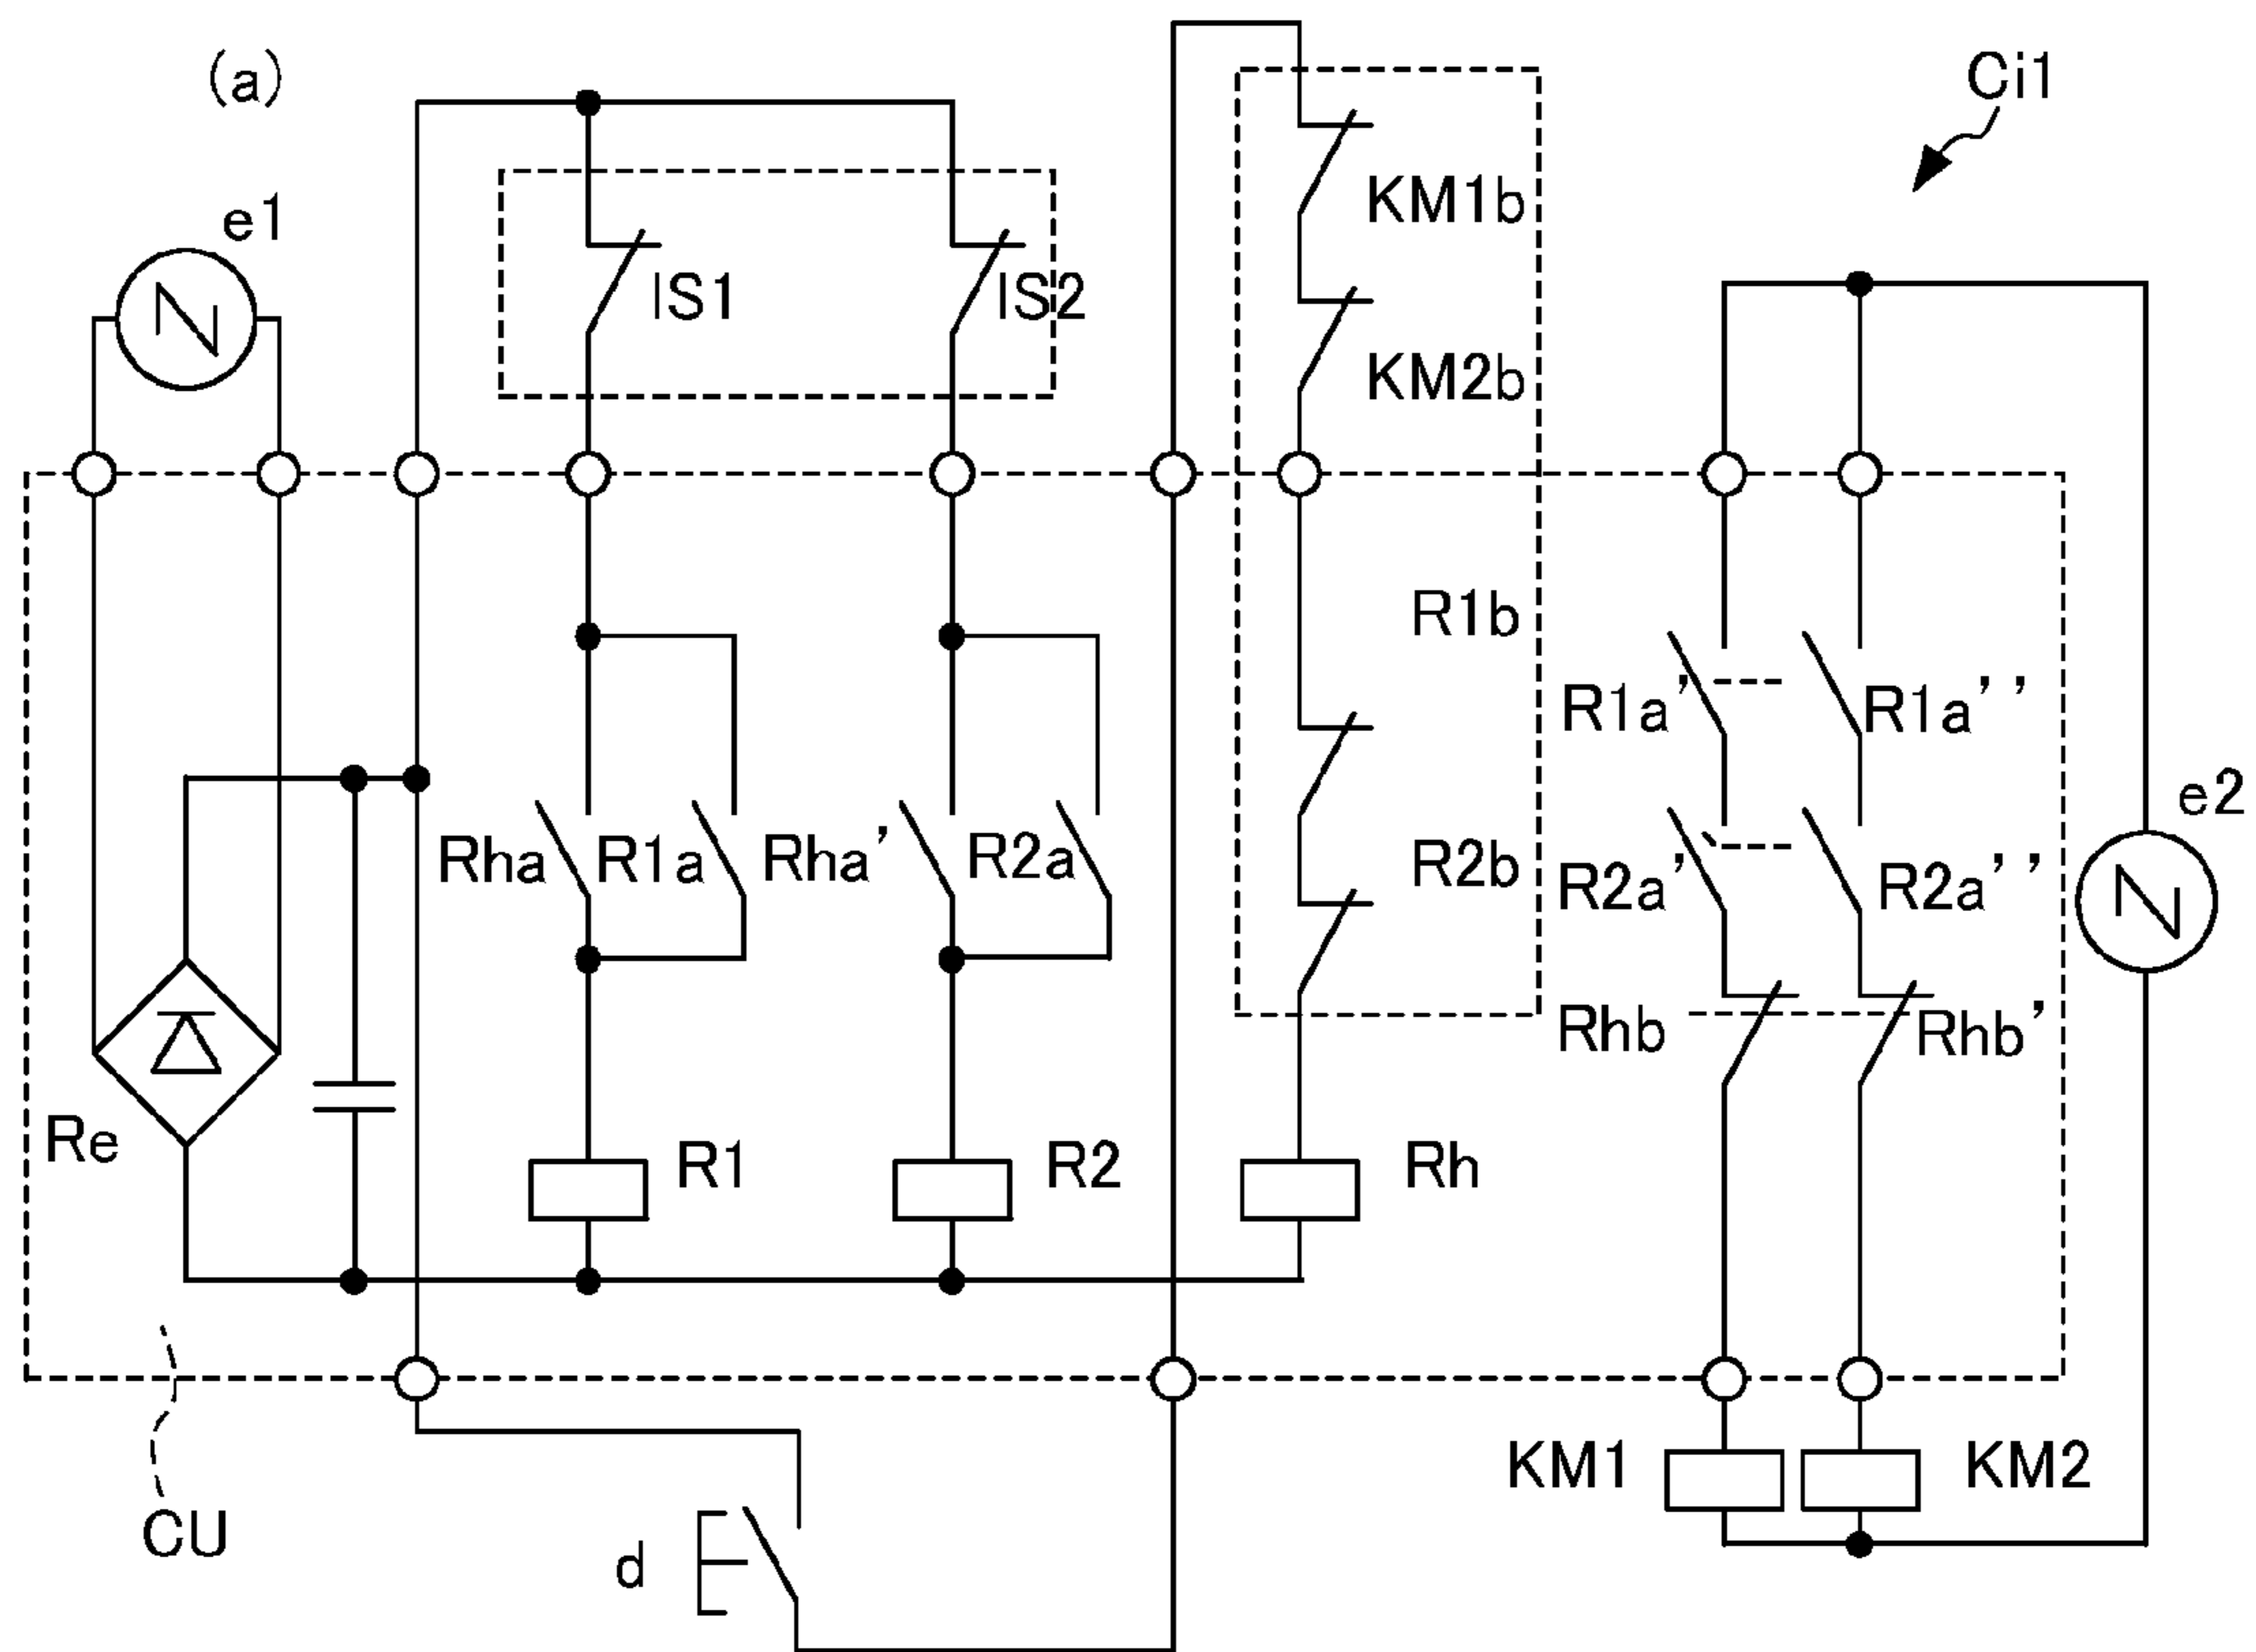 (a)
Ci1
e1
KM1b
IS1
IS2
KM2b
R1b
R1a’
R1a’’
e2
Rha
R1a
Rha’
R2a
R2b
R2a’
R2a’’
Rhb
Rhb’
Re
R1
R2
Rh
KM1
KM2
CU
d